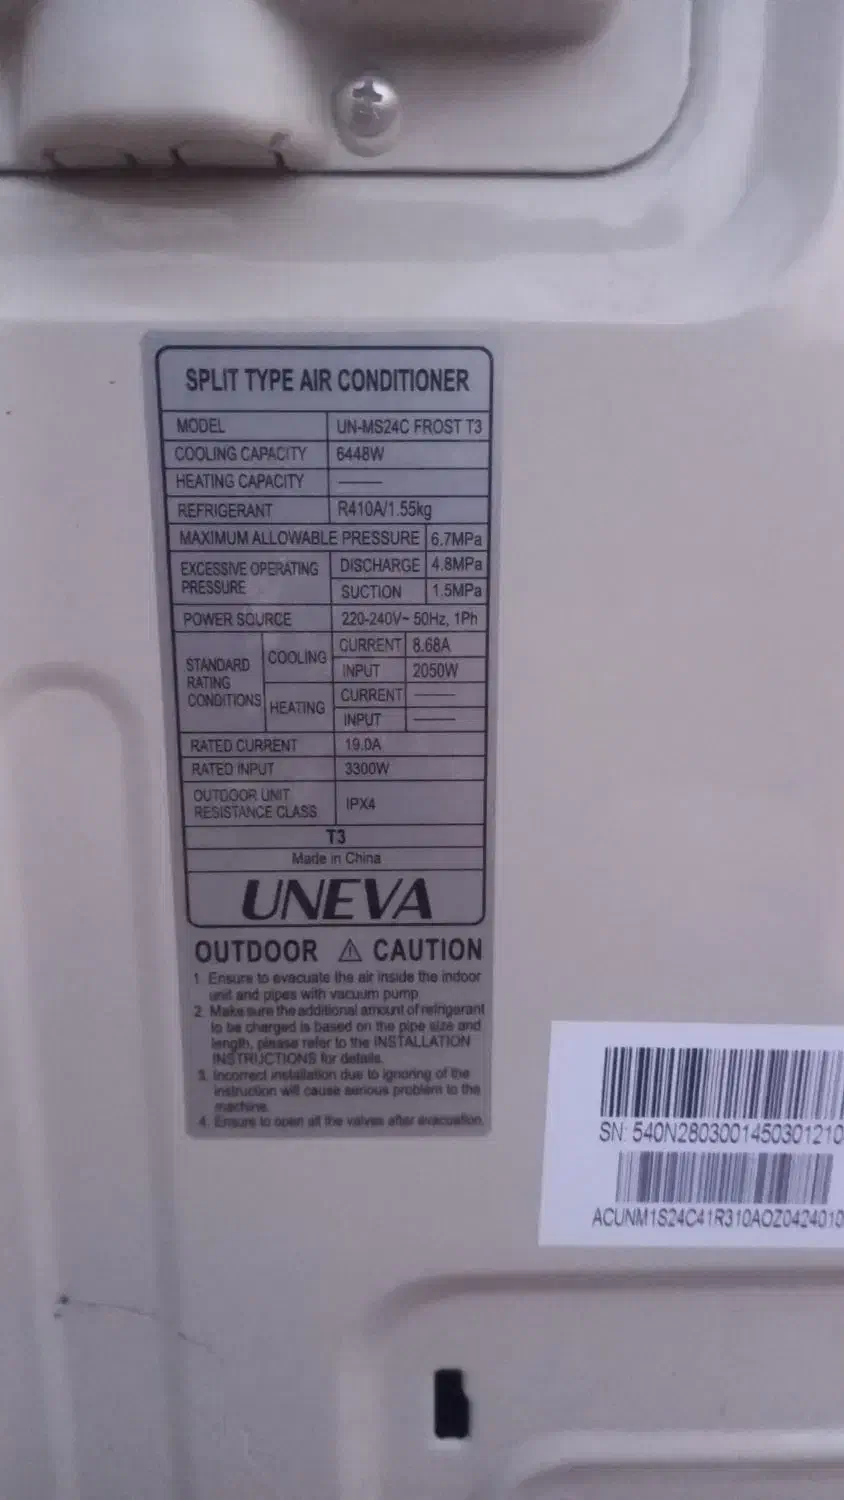 SPLIT TYPE AIR CONDITIONER
MODEL UN-MS24C FROST T3
COOLING CAPACITY 6448W
HEATING CAPACITY ——
REFRIGERANT R410A/1.55kg
MAXIMUM ALLOWABLE PRESSURE 6.7MPa
EXCESSIVE OPERATING PRESSURE DISCHARGE 4.8MPa
SUCTION 1.5MPa
POWER SOURCE 220-240V~ 50Hz, 1Ph
STANDARD RATING CONDITIONS COOLING CURRENT 8.68A
INPUT 2050W
HEATING CURRENT ——
INPUT ——
RATED CURRENT 19.0A
RATED INPUT 3300W
OUTDOOR UNIT RESISTANCE CLASS IPX4
T3
Made in China
UNEVA
OUTDOOR ⚠ CAUTION
1. Ensure to evacuate the air inside the indoor
unit and pipes with vacuum pump
2. Make sure the additional amount of refrigerant
to be charged is based on the pipe size and
length, please refer to the INSTALLATION
INSTRUCTIONS for details.
3. Incorrect installation due to ignoring of the
instruction will cause serious problem to the
machine.
4. Ensure to open all the valves after evacuation.
SN: 540N2803001450301210
ACUNM1S24C41R310AOZ0424010